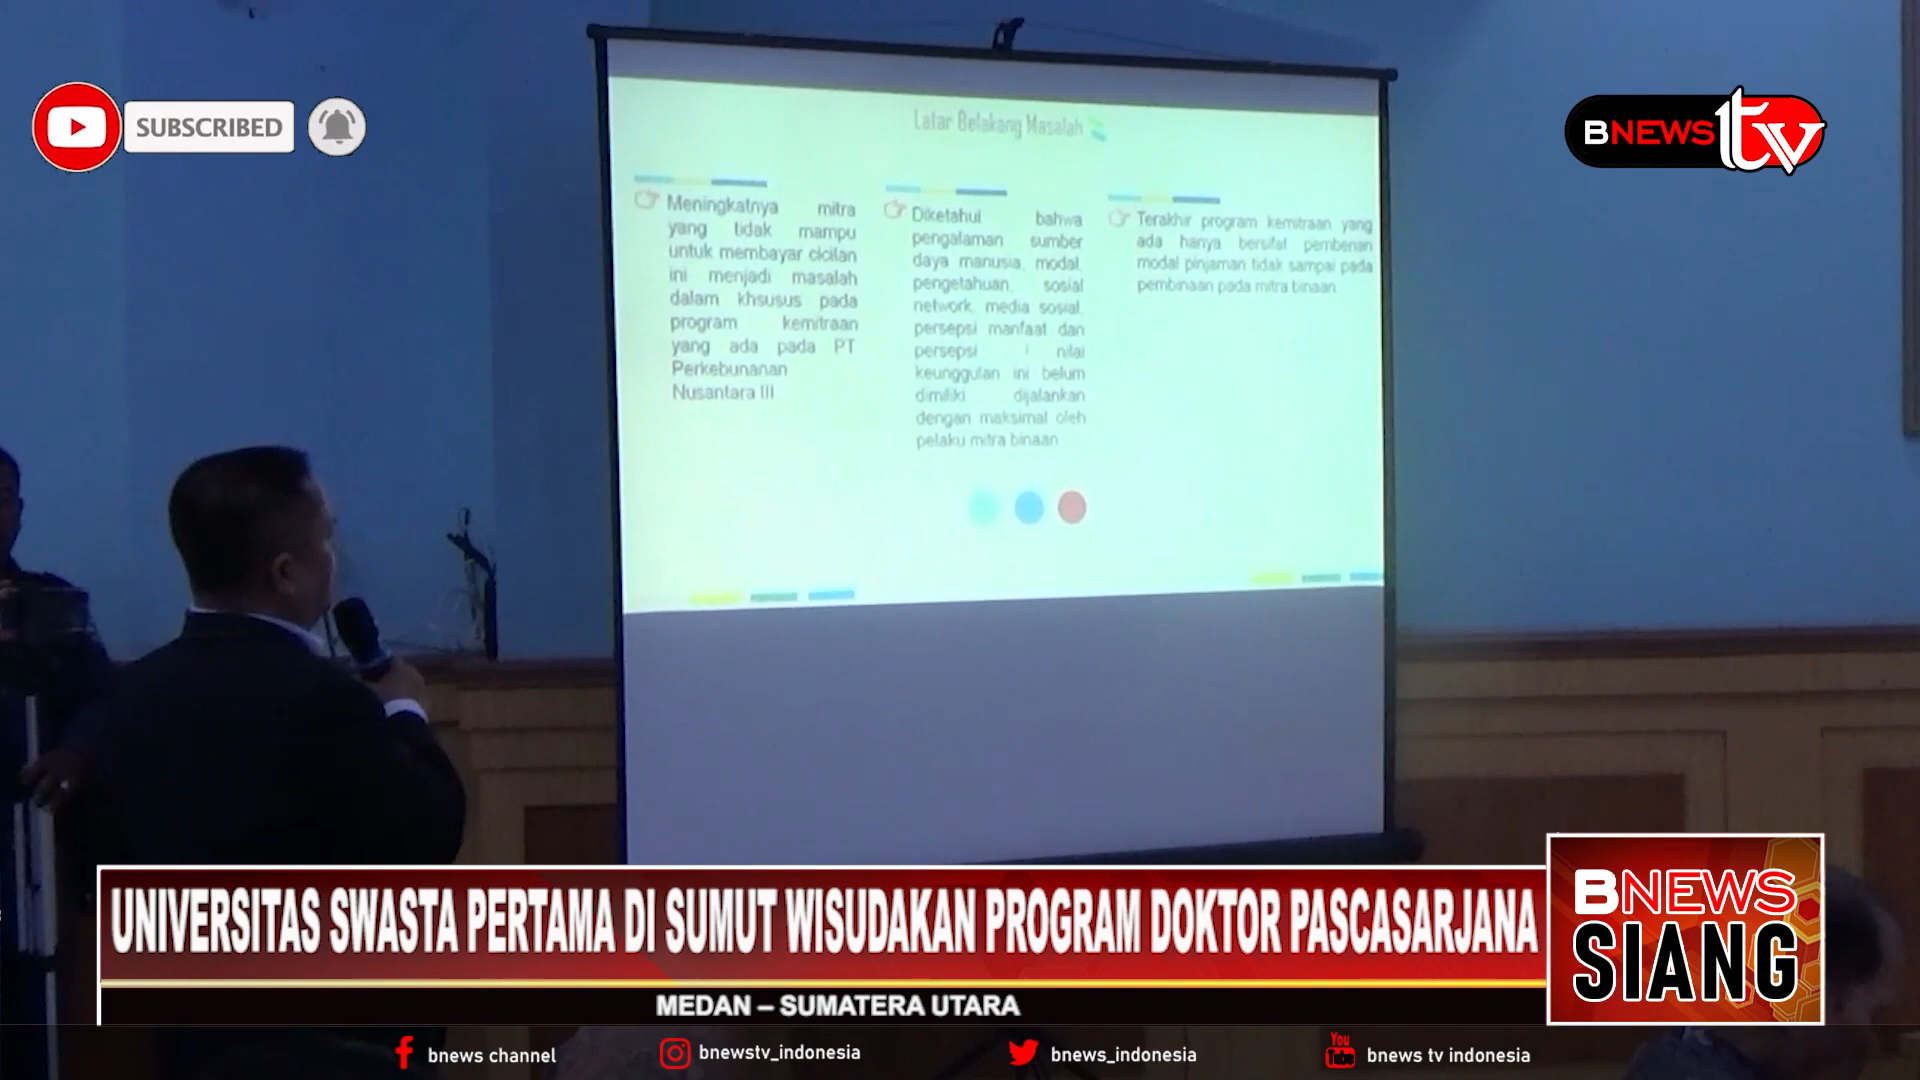 SUBSCRIBED
BNEWS tv
Latar Belakang Masalah
Meningkatnya mitra
yang tidak mampu
untuk membayar cicilan
ini menjadi masalah
dalam khsusus pada
program kemitraan
yang ada pada PT
Perkebunanan
Nusantara III
Diketahui bahwa
pengalaman sumber
daya manusia, modal,
pengetahuan, sosial
network, media sosial,
persepsi manfaat dan
persepsi nilai
keunggulan ini belum
dimiliki dijalankan
dengan maksimal oleh
pelaku mitra binaan
Terakhir program kemitraan yang
ada hanya bersifat pemberian
modal pinjaman tidak sampai pada
pembinaan pada mitra binaan.
UNIVERSITAS SWASTA PERTAMA DI SUMUT WISUDAKAN PROGRAM DOKTOR PASCASARJANA
MEDAN – SUMATERA UTARA
BNEWS
SIANG
bnews channel
bnewstv_indonesia
bnews_indonesia
You
Tube
bnews tv indonesia